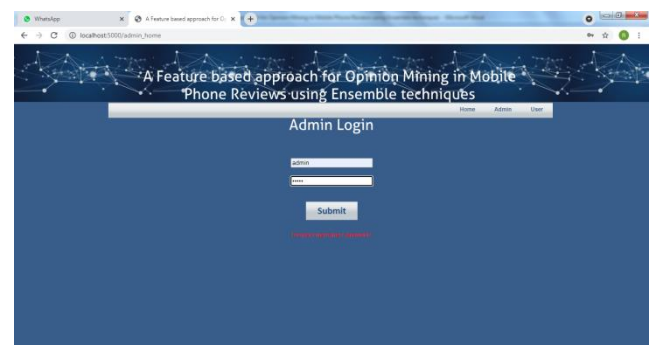 WhatsApp
A Feature based approach for O
localhost:5000/admin_home
A Feature based approach for Opinion Mining in Mobile
Phone Reviews using Ensemble techniques
Home Admin User
Admin Login
admin
•••••
Submit